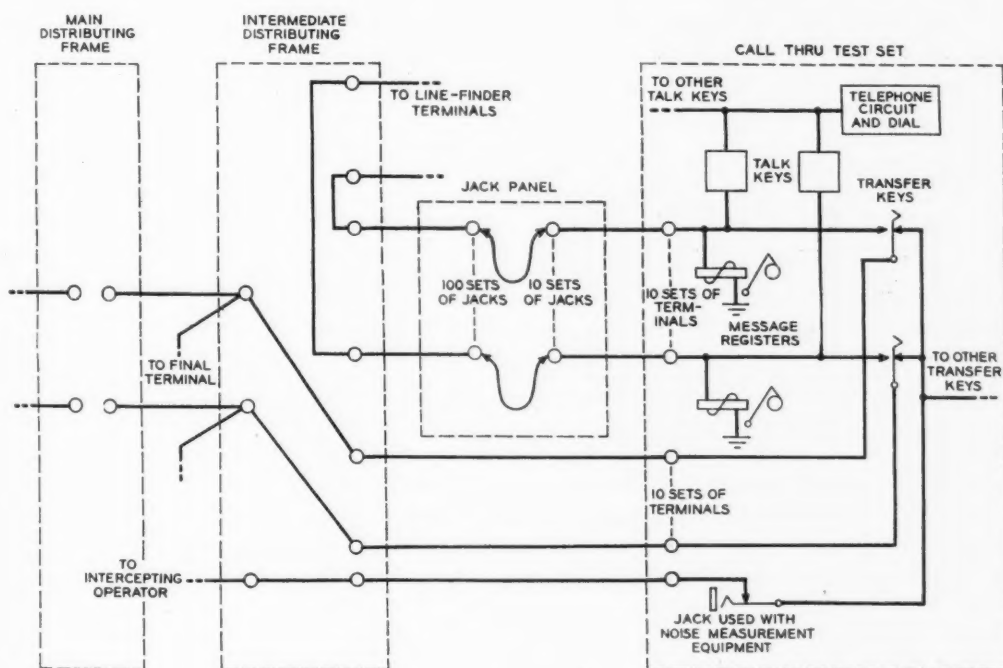 MAIN
DISTRIBUTING
FRAME
INTERMEDIATE
DISTRIBUTING
FRAME
CALL THRU TEST SET
TO LINE-FINDER
TERMINALS
TO OTHER
TALK KEYS
TELEPHONE
CIRCUIT
AND DIAL
TALK
KEYS
TRANSFER
KEYS
JACK PANEL
100 SETS
OF JACKS
10 SETS
OF JACKS
10 SETS OF
TERM-
INALS
MESSAGE
REGISTERS
TO FINAL
TERMINAL
TO OTHER
TRANSFER
KEYS
10 SETS OF
TERMINALS
TO
INTERCEPTING
OPERATOR
JACK USED WITH
NOISE MEASUREMENT
EQUIPMENT